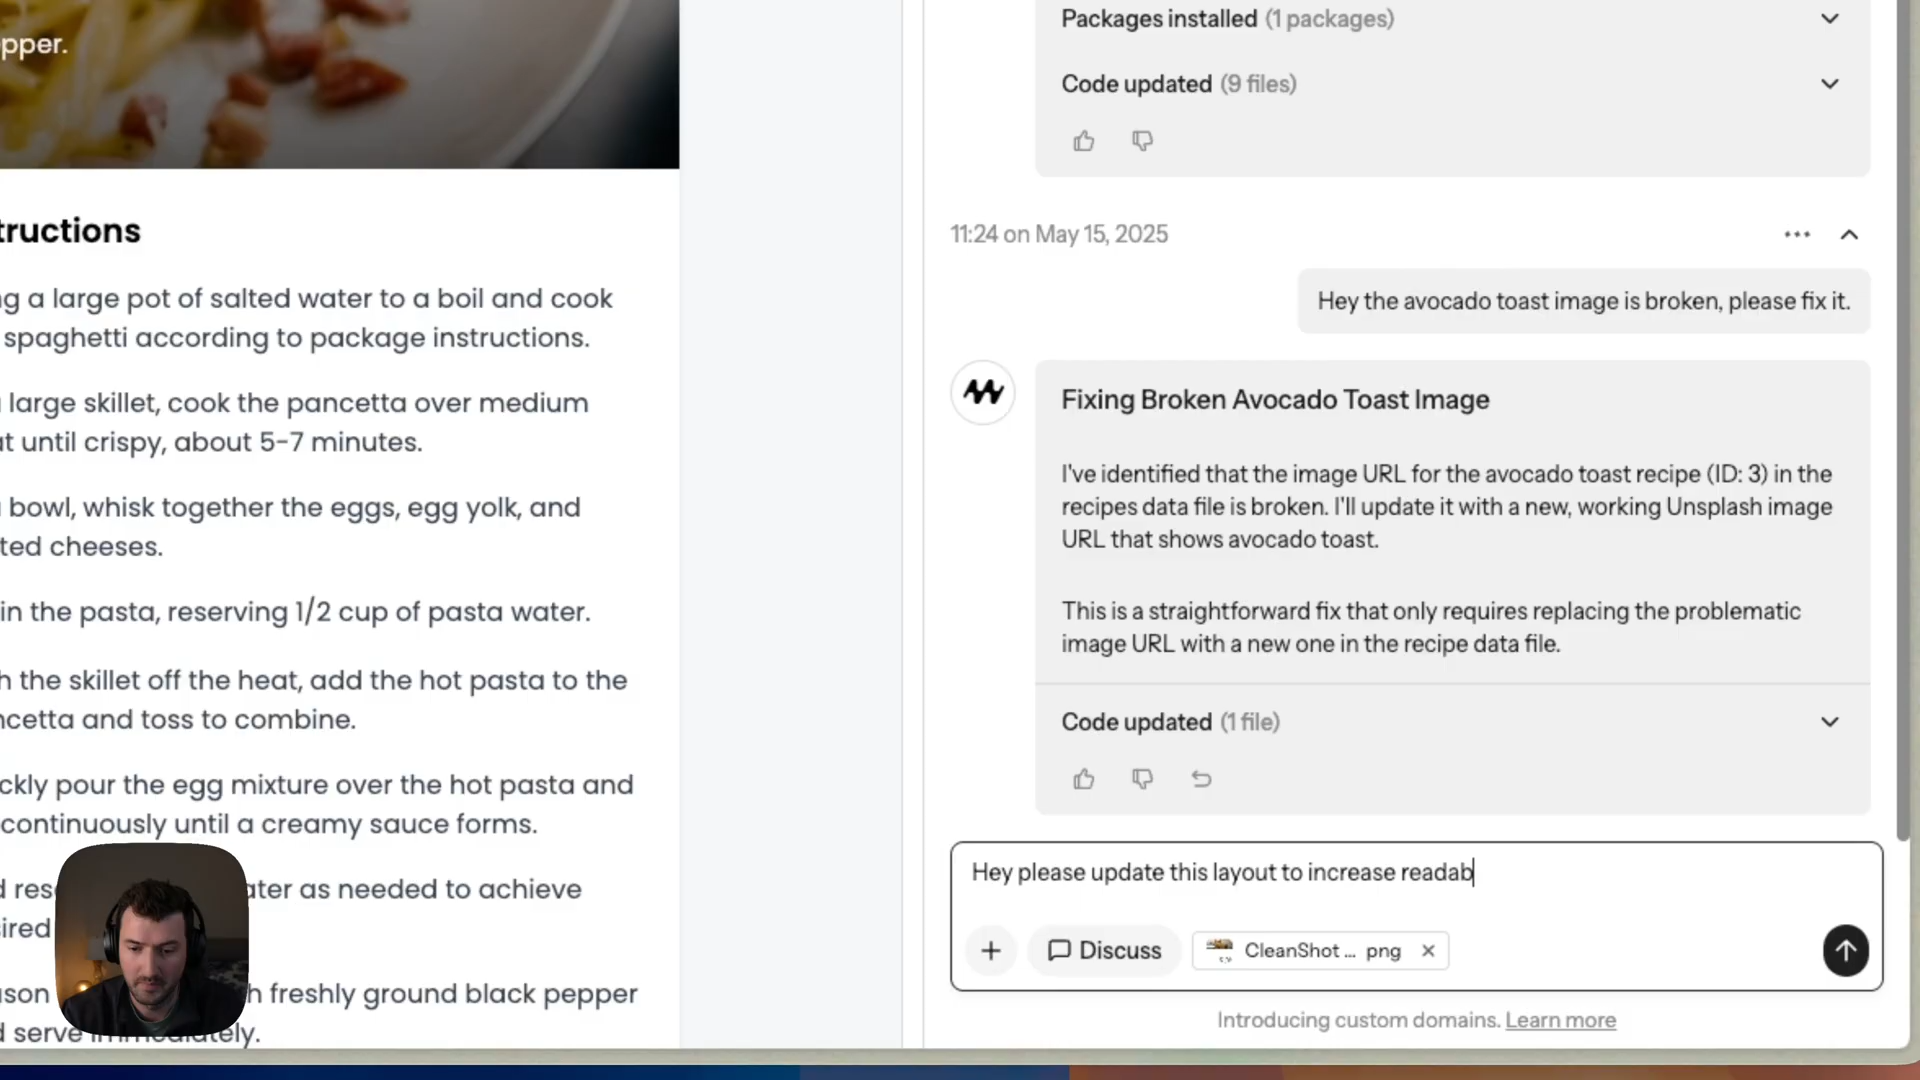 pper.
tructions
ng a large pot of salted water to a boil and cook
spaghetti according to package instructions.
large skillet, cook the pancetta over medium
at until crispy, about 5-7 minutes.
bowl, whisk together the eggs, egg yolk, and
ted cheeses.
in the pasta, reserving 1/2 cup of pasta water.
h the skillet off the heat, add the hot pasta to the
ncetta and toss to combine.
ckly pour the egg mixture over the hot pasta and
continuously until a creamy sauce forms.
d res ater as needed to achieve
sired
ason h freshly ground black pepper
d serve immediately.
Packages installed (1 packages)
Code updated (9 files)
11:24 on May 15, 2025
Hey the avocado toast image is broken, please fix it.
Fixing Broken Avocado Toast Image
I've identified that the image URL for the avocado toast recipe (ID: 3) in the
recipes data file is broken. I'll update it with a new, working Unsplash image
URL that shows avocado toast.
This is a straightforward fix that only requires replacing the problematic
image URL with a new one in the recipe data file.
Code updated (1 file)
Hey please update this layout to increase readab
Discuss
CleanShot ... png
Introducing custom domains. Learn more